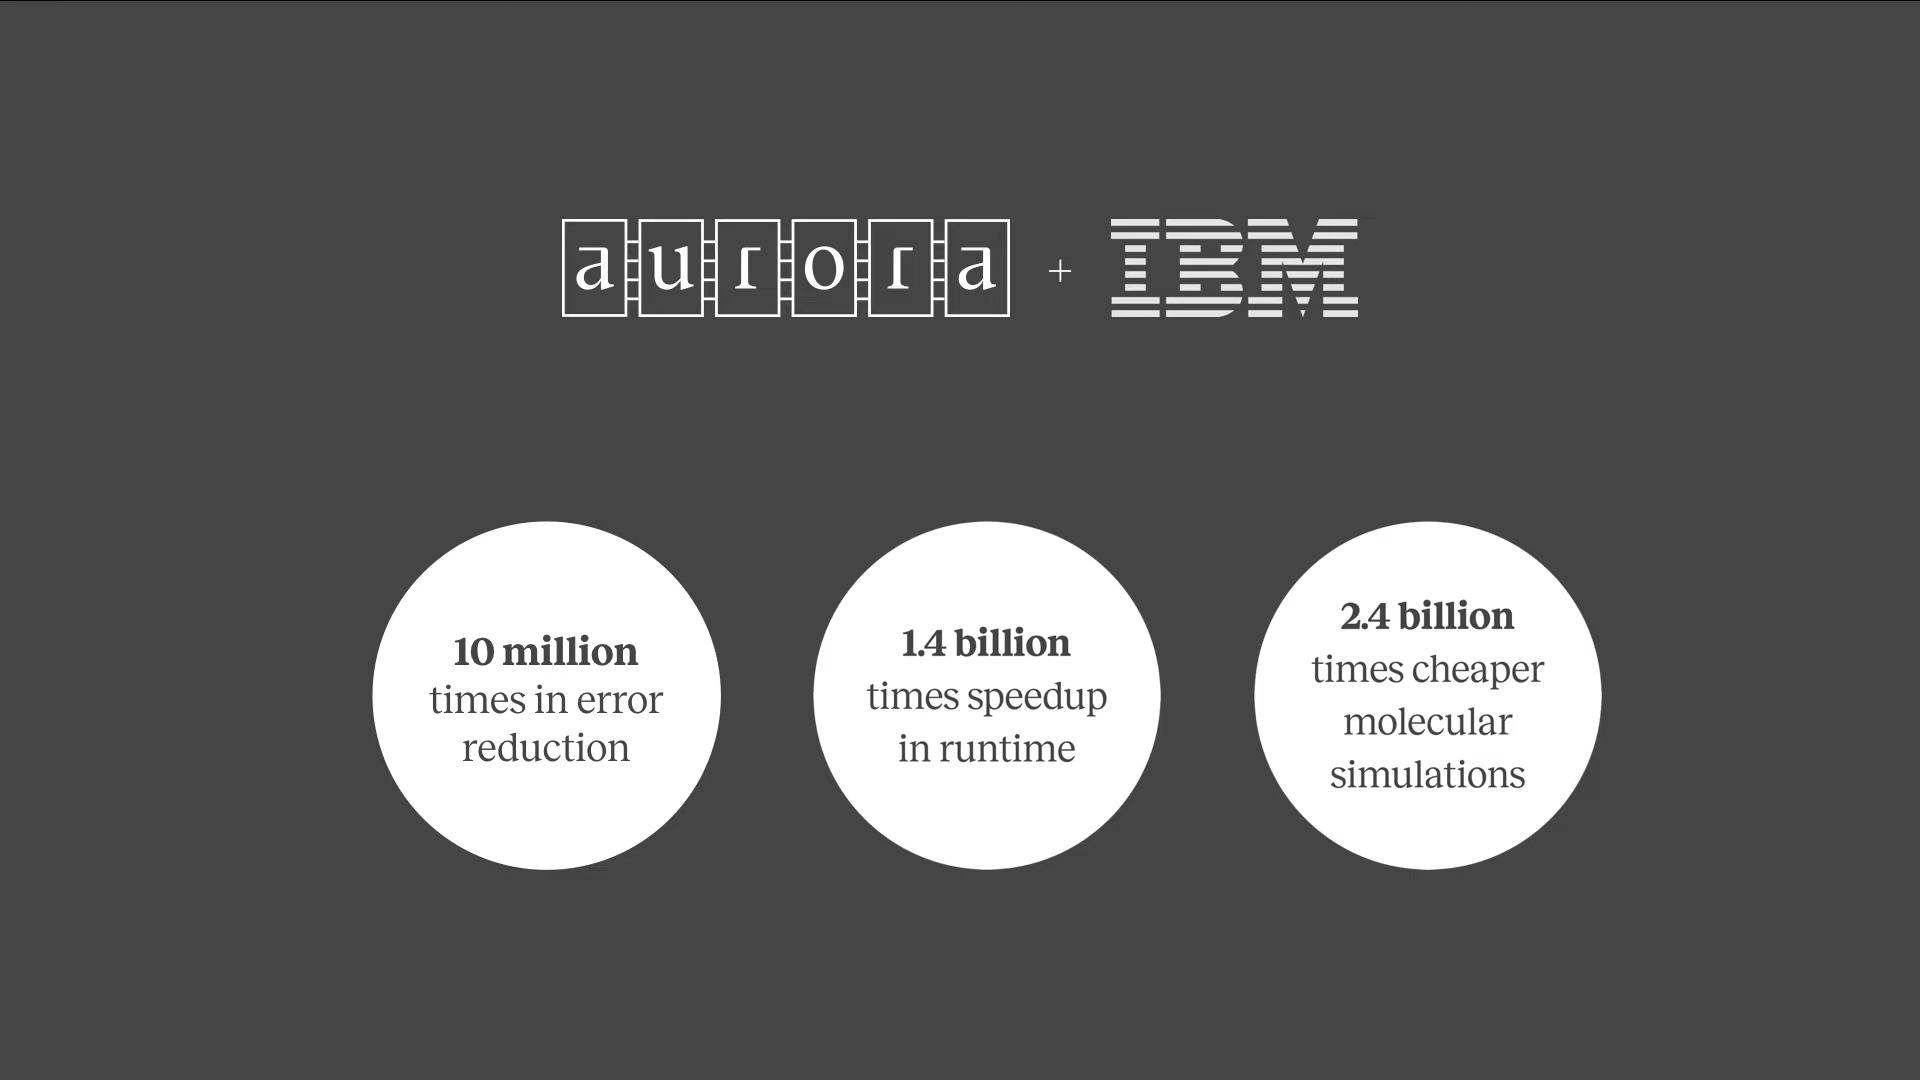 aurora + IBM
10 million
times in error
reduction
1.4 billion
times speedup
in runtime
2.4 billion
times cheaper
molecular
simulations